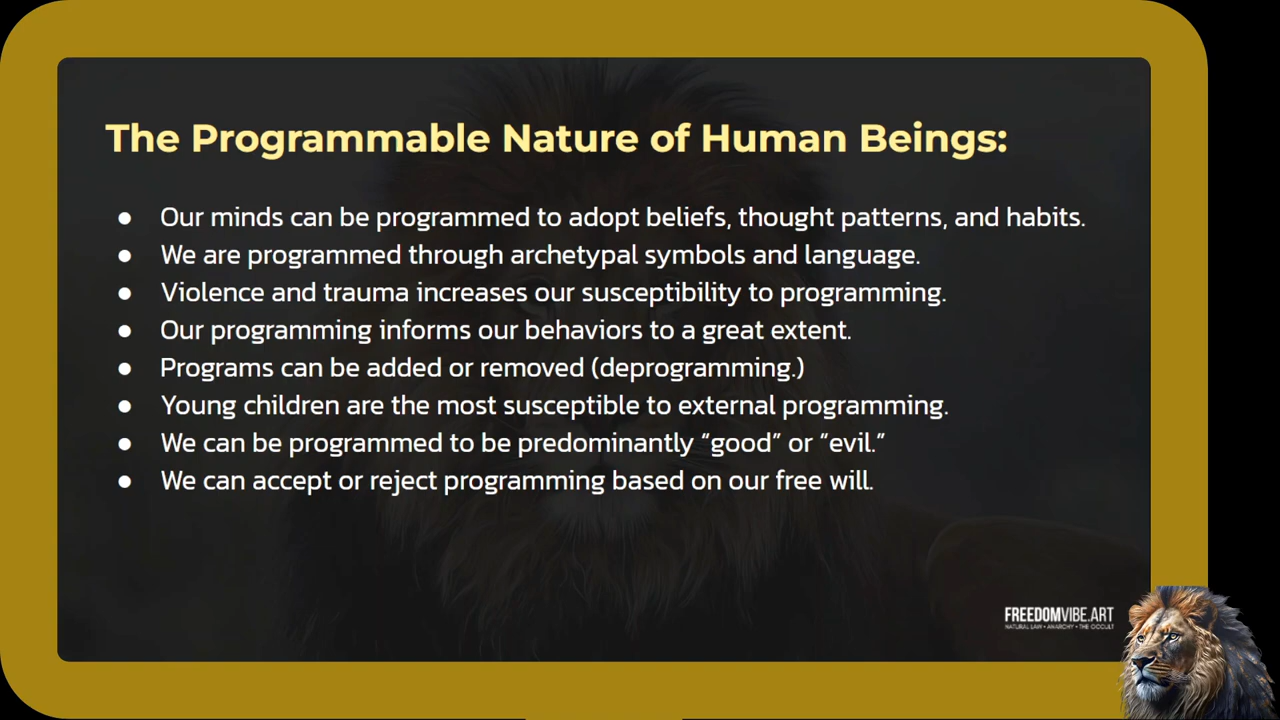 The Programmable Nature of Human Beings:
● Our minds can be programmed to adopt beliefs, thought patterns, and habits.
● We are programmed through archetypal symbols and language.
● Violence and trauma increases our susceptibility to programming.
● Our programming informs our behaviors to a great extent.
● Programs can be added or removed (deprogramming.)
● Young children are the most susceptible to external programming.
● We can be programmed to be predominantly “good” or “evil.”
● We can accept or reject programming based on our free will.
FREEDOMVIBE.ART
NATURAL LAW • ANARCHY • THE OCCULT